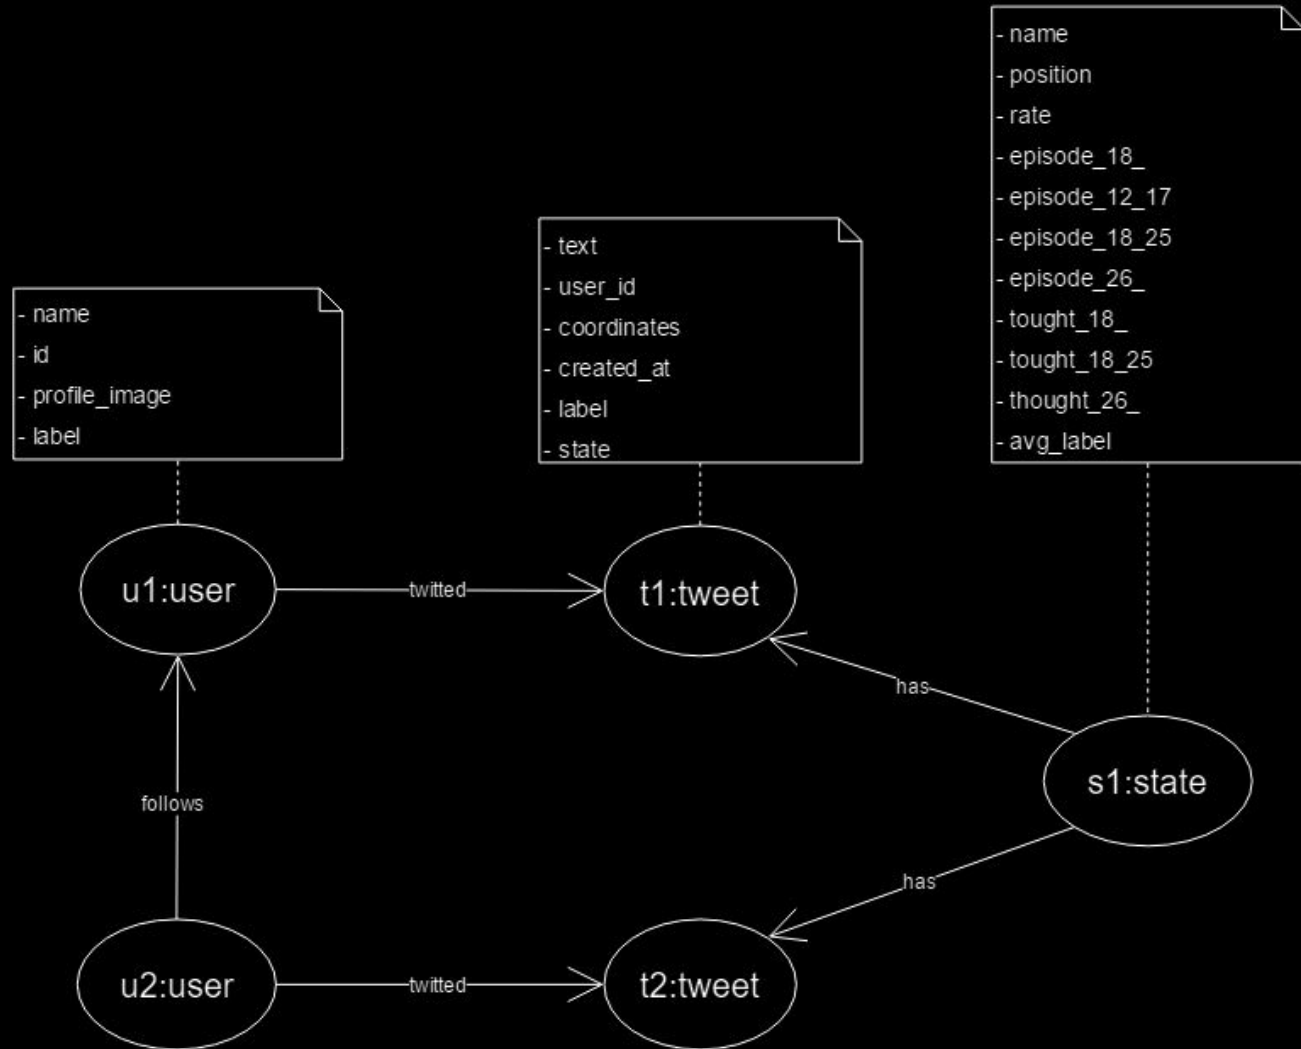 - name
- position
- rate
- episode_18_
- episode_12_17
- episode_18_25
- episode_26_
- tought_18_
- tought_18_25
- thought_26_
- avg_label
- text
- user_id
- coordinates
- created_at
- label
- state
- name
- id
- profile_image
- label
u1:user
twitted
t1:tweet
has
s1:state
follows
has
u2:user
twitted
t2:tweet